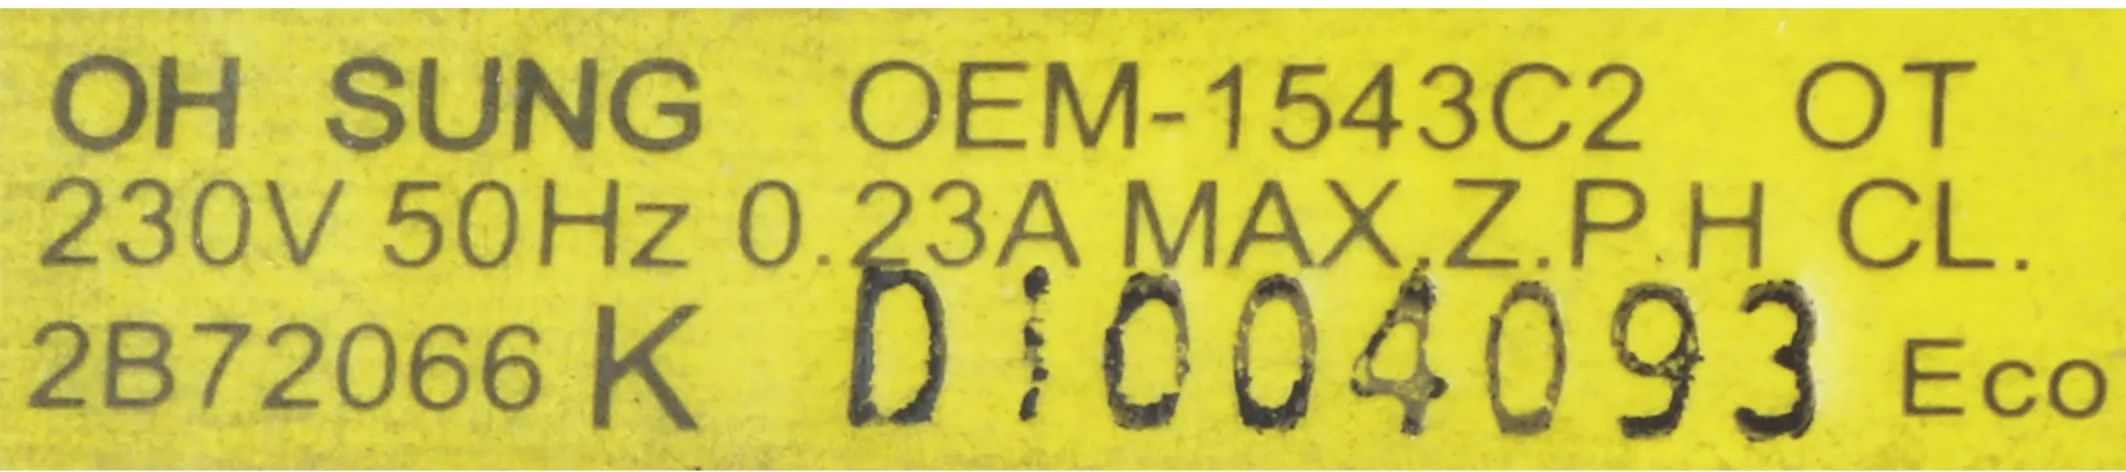 OH SUNG OEM-1543C2 OT
230V 50Hz 0.23A MAX.Z.P.H CL.
2B72066 K D1004093 Eco